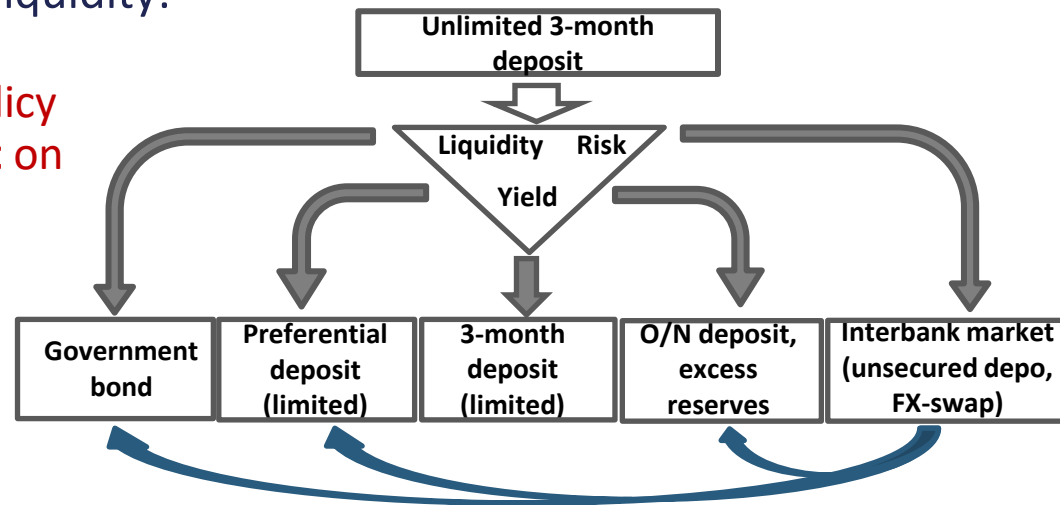 iquidity.
Unlimited 3-month
deposit
licy
on
Liquidity Risk
Yield
Government
bond
Preferential
deposit
(limited)
3-month
deposit
(limited)
O/N deposit,
excess
reserves
Interbank market
(unsecured depo,
FX-swap)